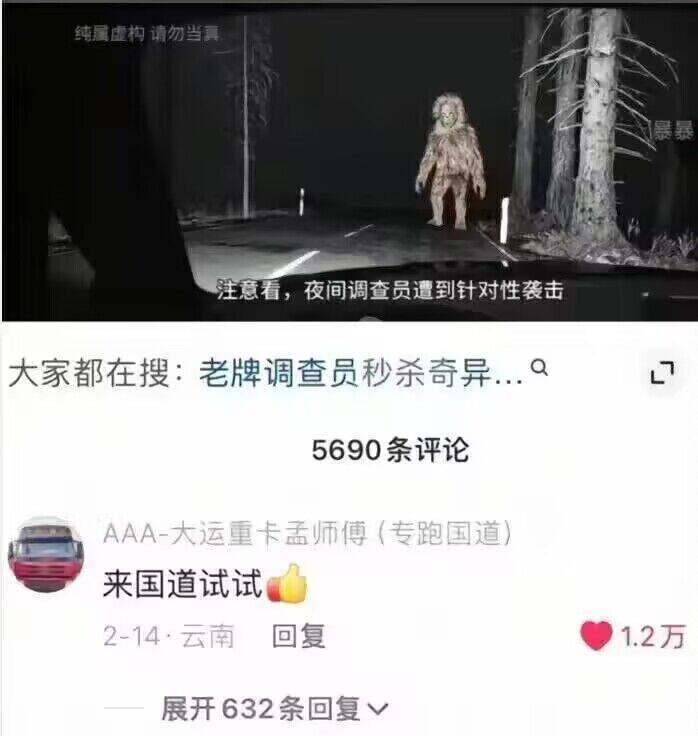 纯属虚构 请勿当真
暴暴
注意看，夜间调查员遭到针对性袭击
大家都在搜：老牌调查员秒杀奇异...
5690条评论
AAA-大运重卡孟师傅（专跑国道）
来国道试试👍
2-14·云南 回复 1.2万
展开632条回复